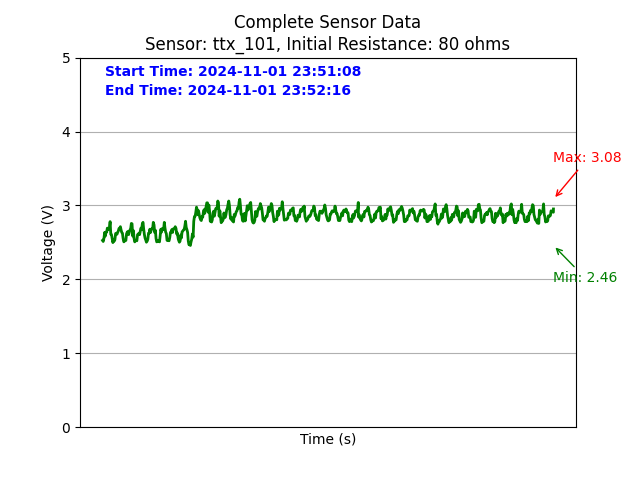 Complete Sensor Data
Sensor: ttx_101, Initial Resistance: 80 ohms
5
Start Time: 2024-11-01 23:51:08
End Time: 2024-11-01 23:52:16
4
Max: 3.08
3
Voltage (V)
2
Min: 2.46
1
0
Time (s)